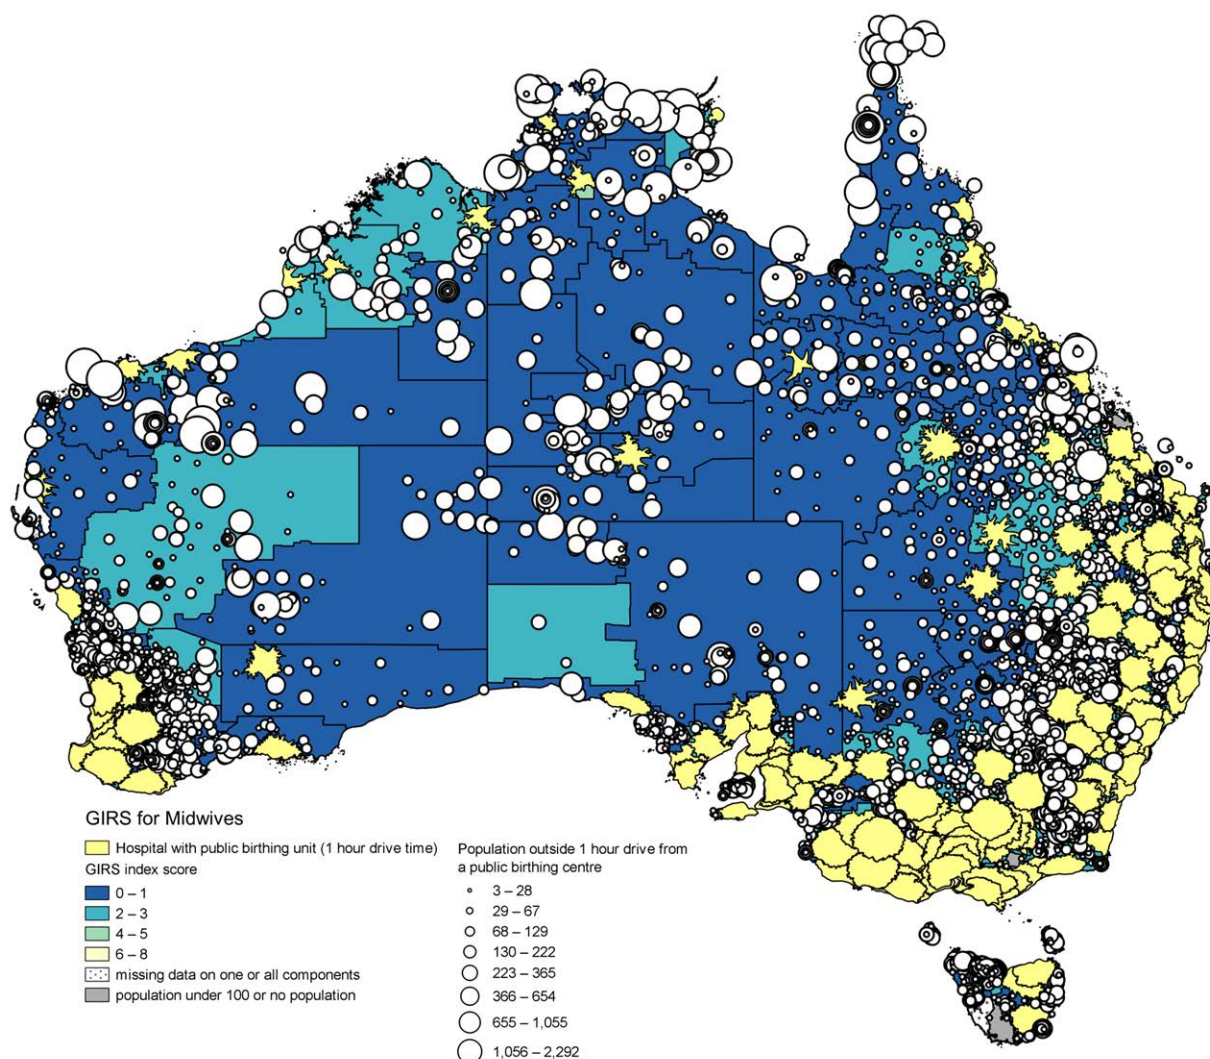 GIRS for Midwives
Hospital with public birthing unit (1 hour drive time)
GIRS index score
0 – 1
2 – 3
4 – 5
6 – 8
missing data on one or all components
population under 100 or no population
Population outside 1 hour drive from
a public birthing centre
3 – 28
29 – 67
68 – 129
130 – 222
223 – 365
366 – 654
655 – 1,055
1,056 – 2,292